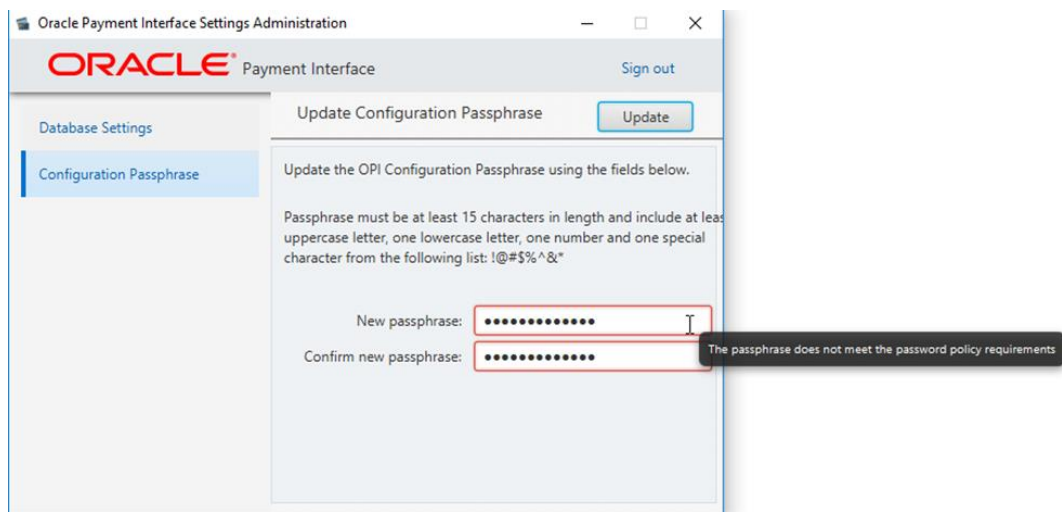 Oracle Payment Interface Settings Administration
ORACLE® Payment Interface
Sign out
Database Settings
Configuration Passphrase
Update Configuration Passphrase
Update
Update the OPI Configuration Passphrase using the fields below.
Passphrase must be at least 15 characters in length and include at leas
uppercase letter, one lowercase letter, one number and one special
character from the following list: !@#$%^&*
New passphrase: •••••••••••••
Confirm new passphrase: •••••••••••••
The passphrase does not meet the password policy requirements